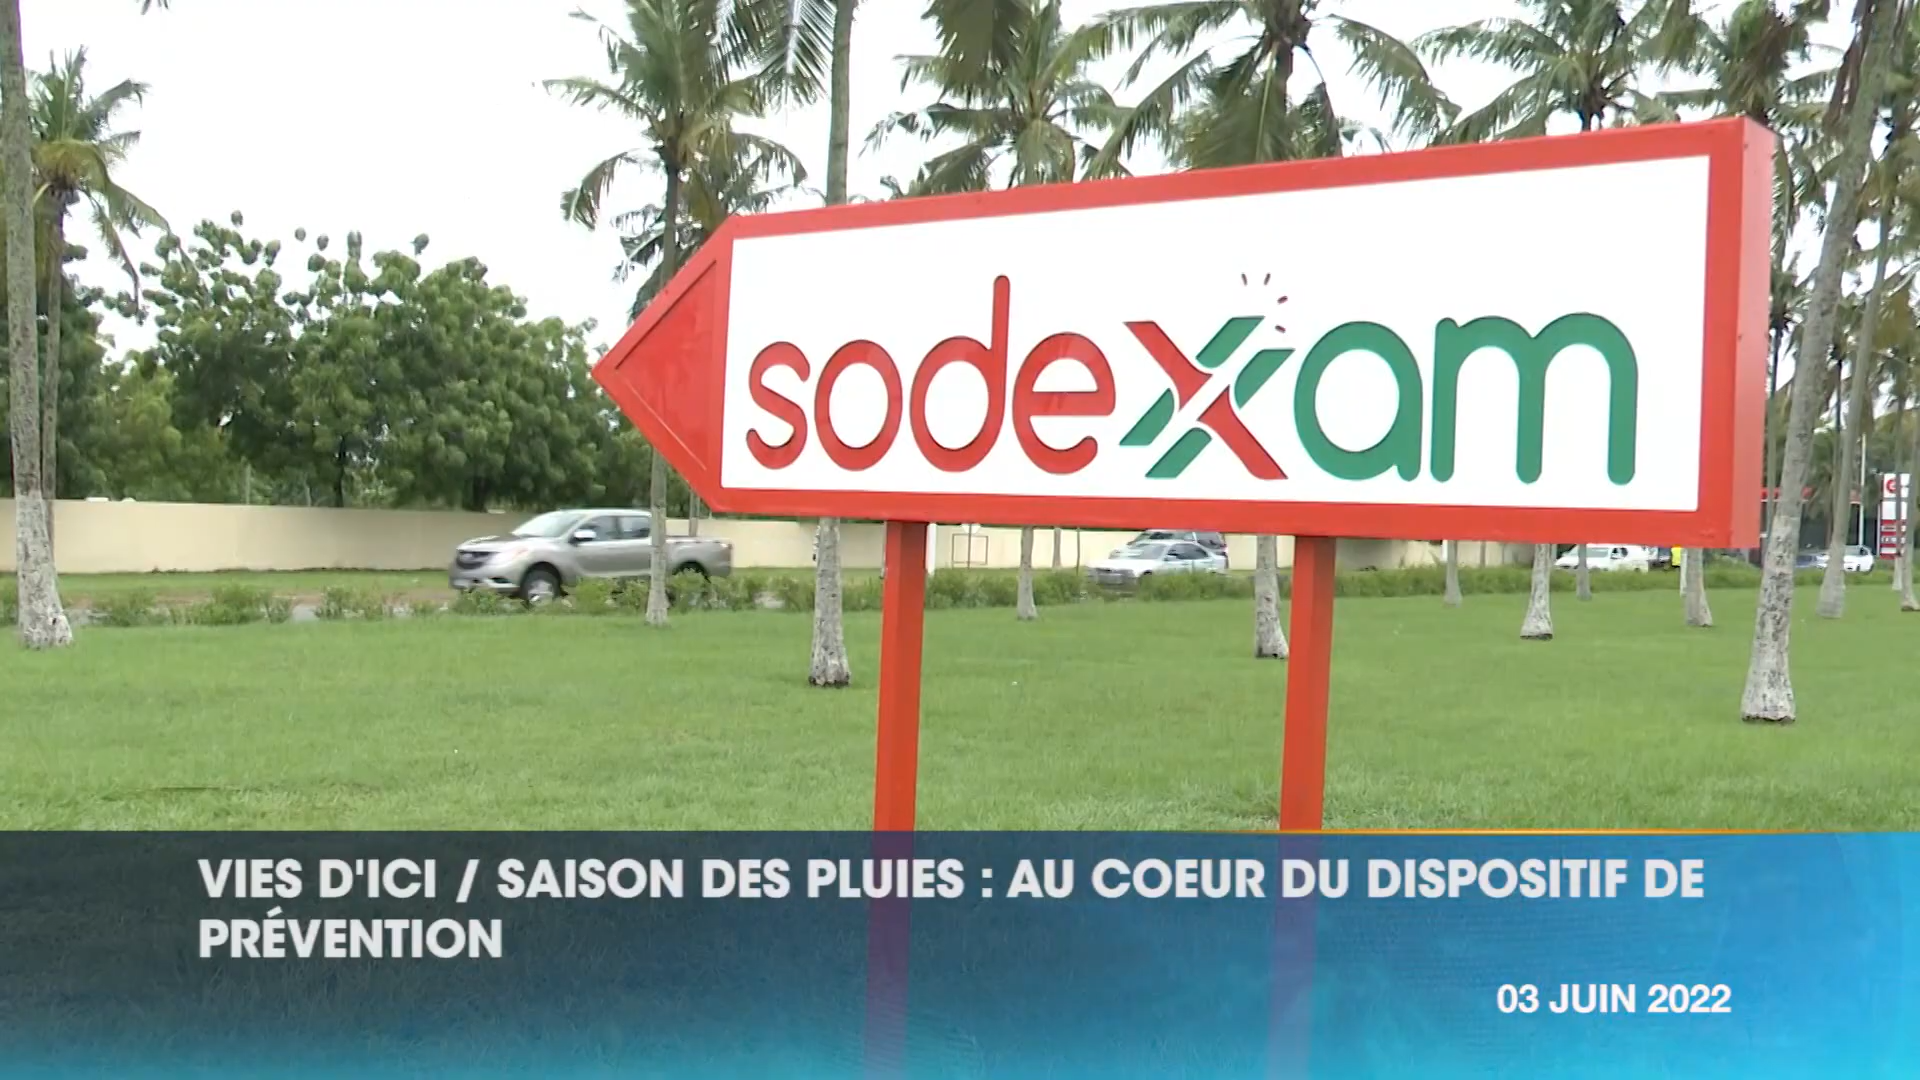 sodexam
VIES D'ICI / SAISON DES PLUIES : AU COEUR DU DISPOSITIF DE
PRÉVENTION
03 JUIN 2022